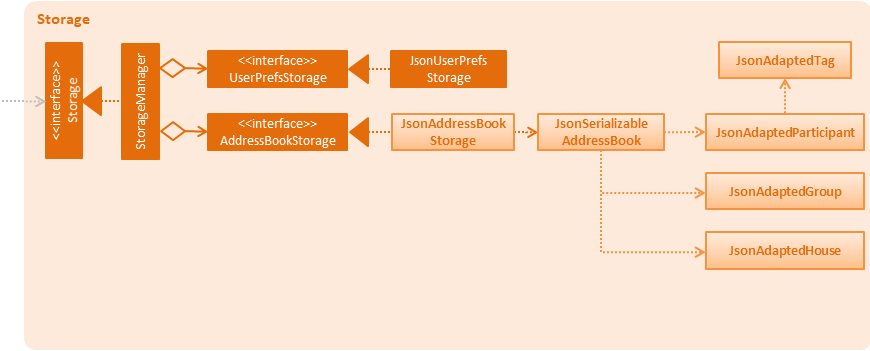 Storage
<<interface>>
Storage
StorageManager
<<interface>>
UserPrefsStorage
JsonUserPrefs
Storage
<<interface>>
AddressBookStorage
JsonAddressBook
Storage
JsonSerializable
AddressBook
JsonAdaptedTag
JsonAdaptedParticipant
JsonAdaptedGroup
JsonAdaptedHouse